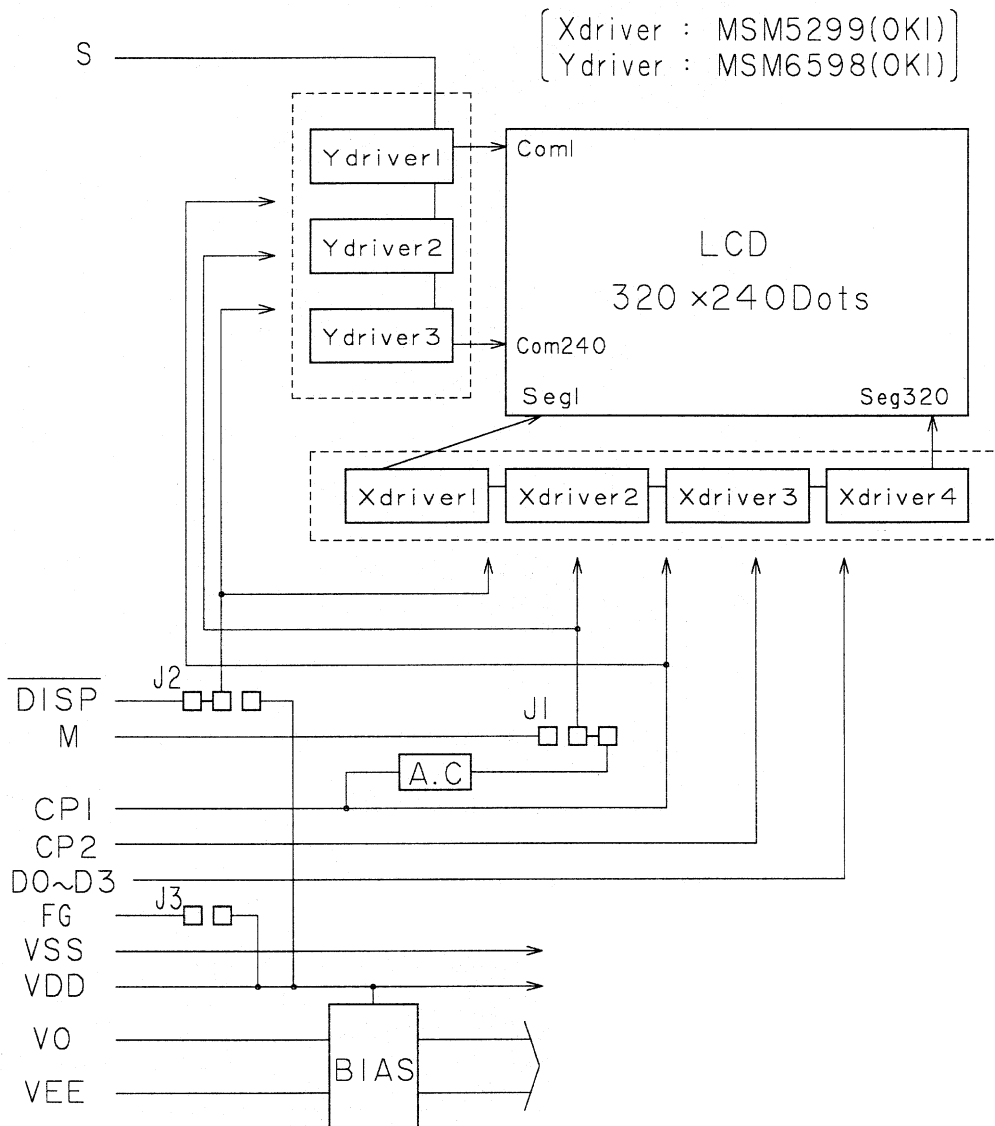 Xdriver : MSM5299(OKI)
Ydriver : MSM6598(OKI)
S
Ydriver1
Ydriver2
Ydriver3
Com1
LCD
320 ×240Dots
Com240
Seg1
Seg320
Xdriver1
Xdriver2
Xdriver3
Xdriver4
DISP
J2
M
J1
A.C
CP1
CP2
D0~D3
FG
J3
VSS
VDD
VO
VEE
BIAS